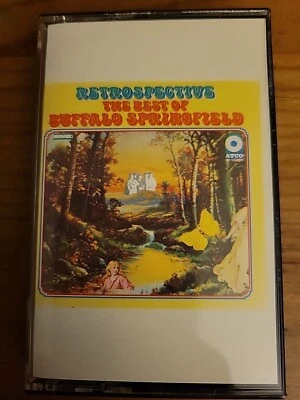 RETROSPECTIVE
THE BEST OF
BUFFALO SPRINGFIELD
ATCO